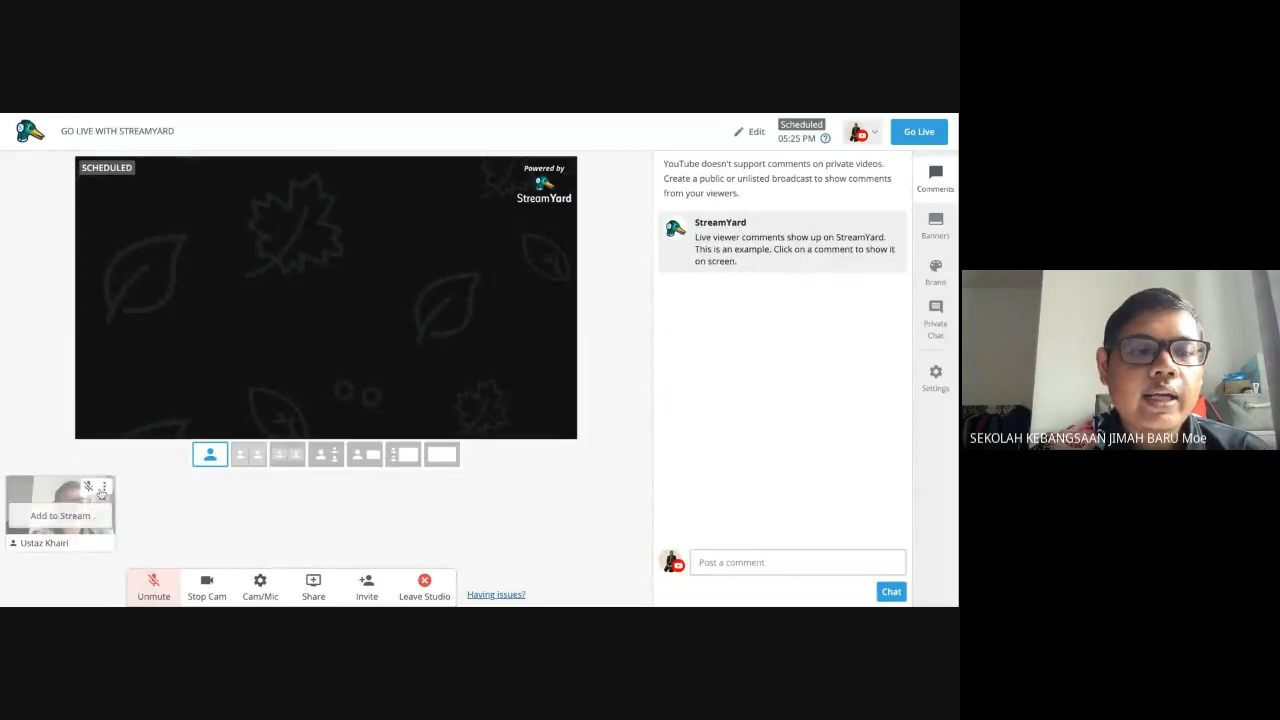 GO LIVE WITH STREAMYARD
Edit
Scheduled
05:25 PM
Go Live
SCHEDULED
Powered by
StreamYard
YouTube doesn't support comments on private videos.
Create a public or unlisted broadcast to show comments
from your viewers.
StreamYard
Live viewer comments show up on StreamYard.
This is an example. Click on a comment to show it
on screen.
Comments
Banners
Brand
Private
Chat
Settings
SEKOLAH KEBANGSAAN JIMAH BARU Moe
Add to Stream
Ustaz Khairi
Post a comment
Chat
Unmute
Stop Cam
Cam/Mic
Share
Invite
Leave Studio
Having issues?